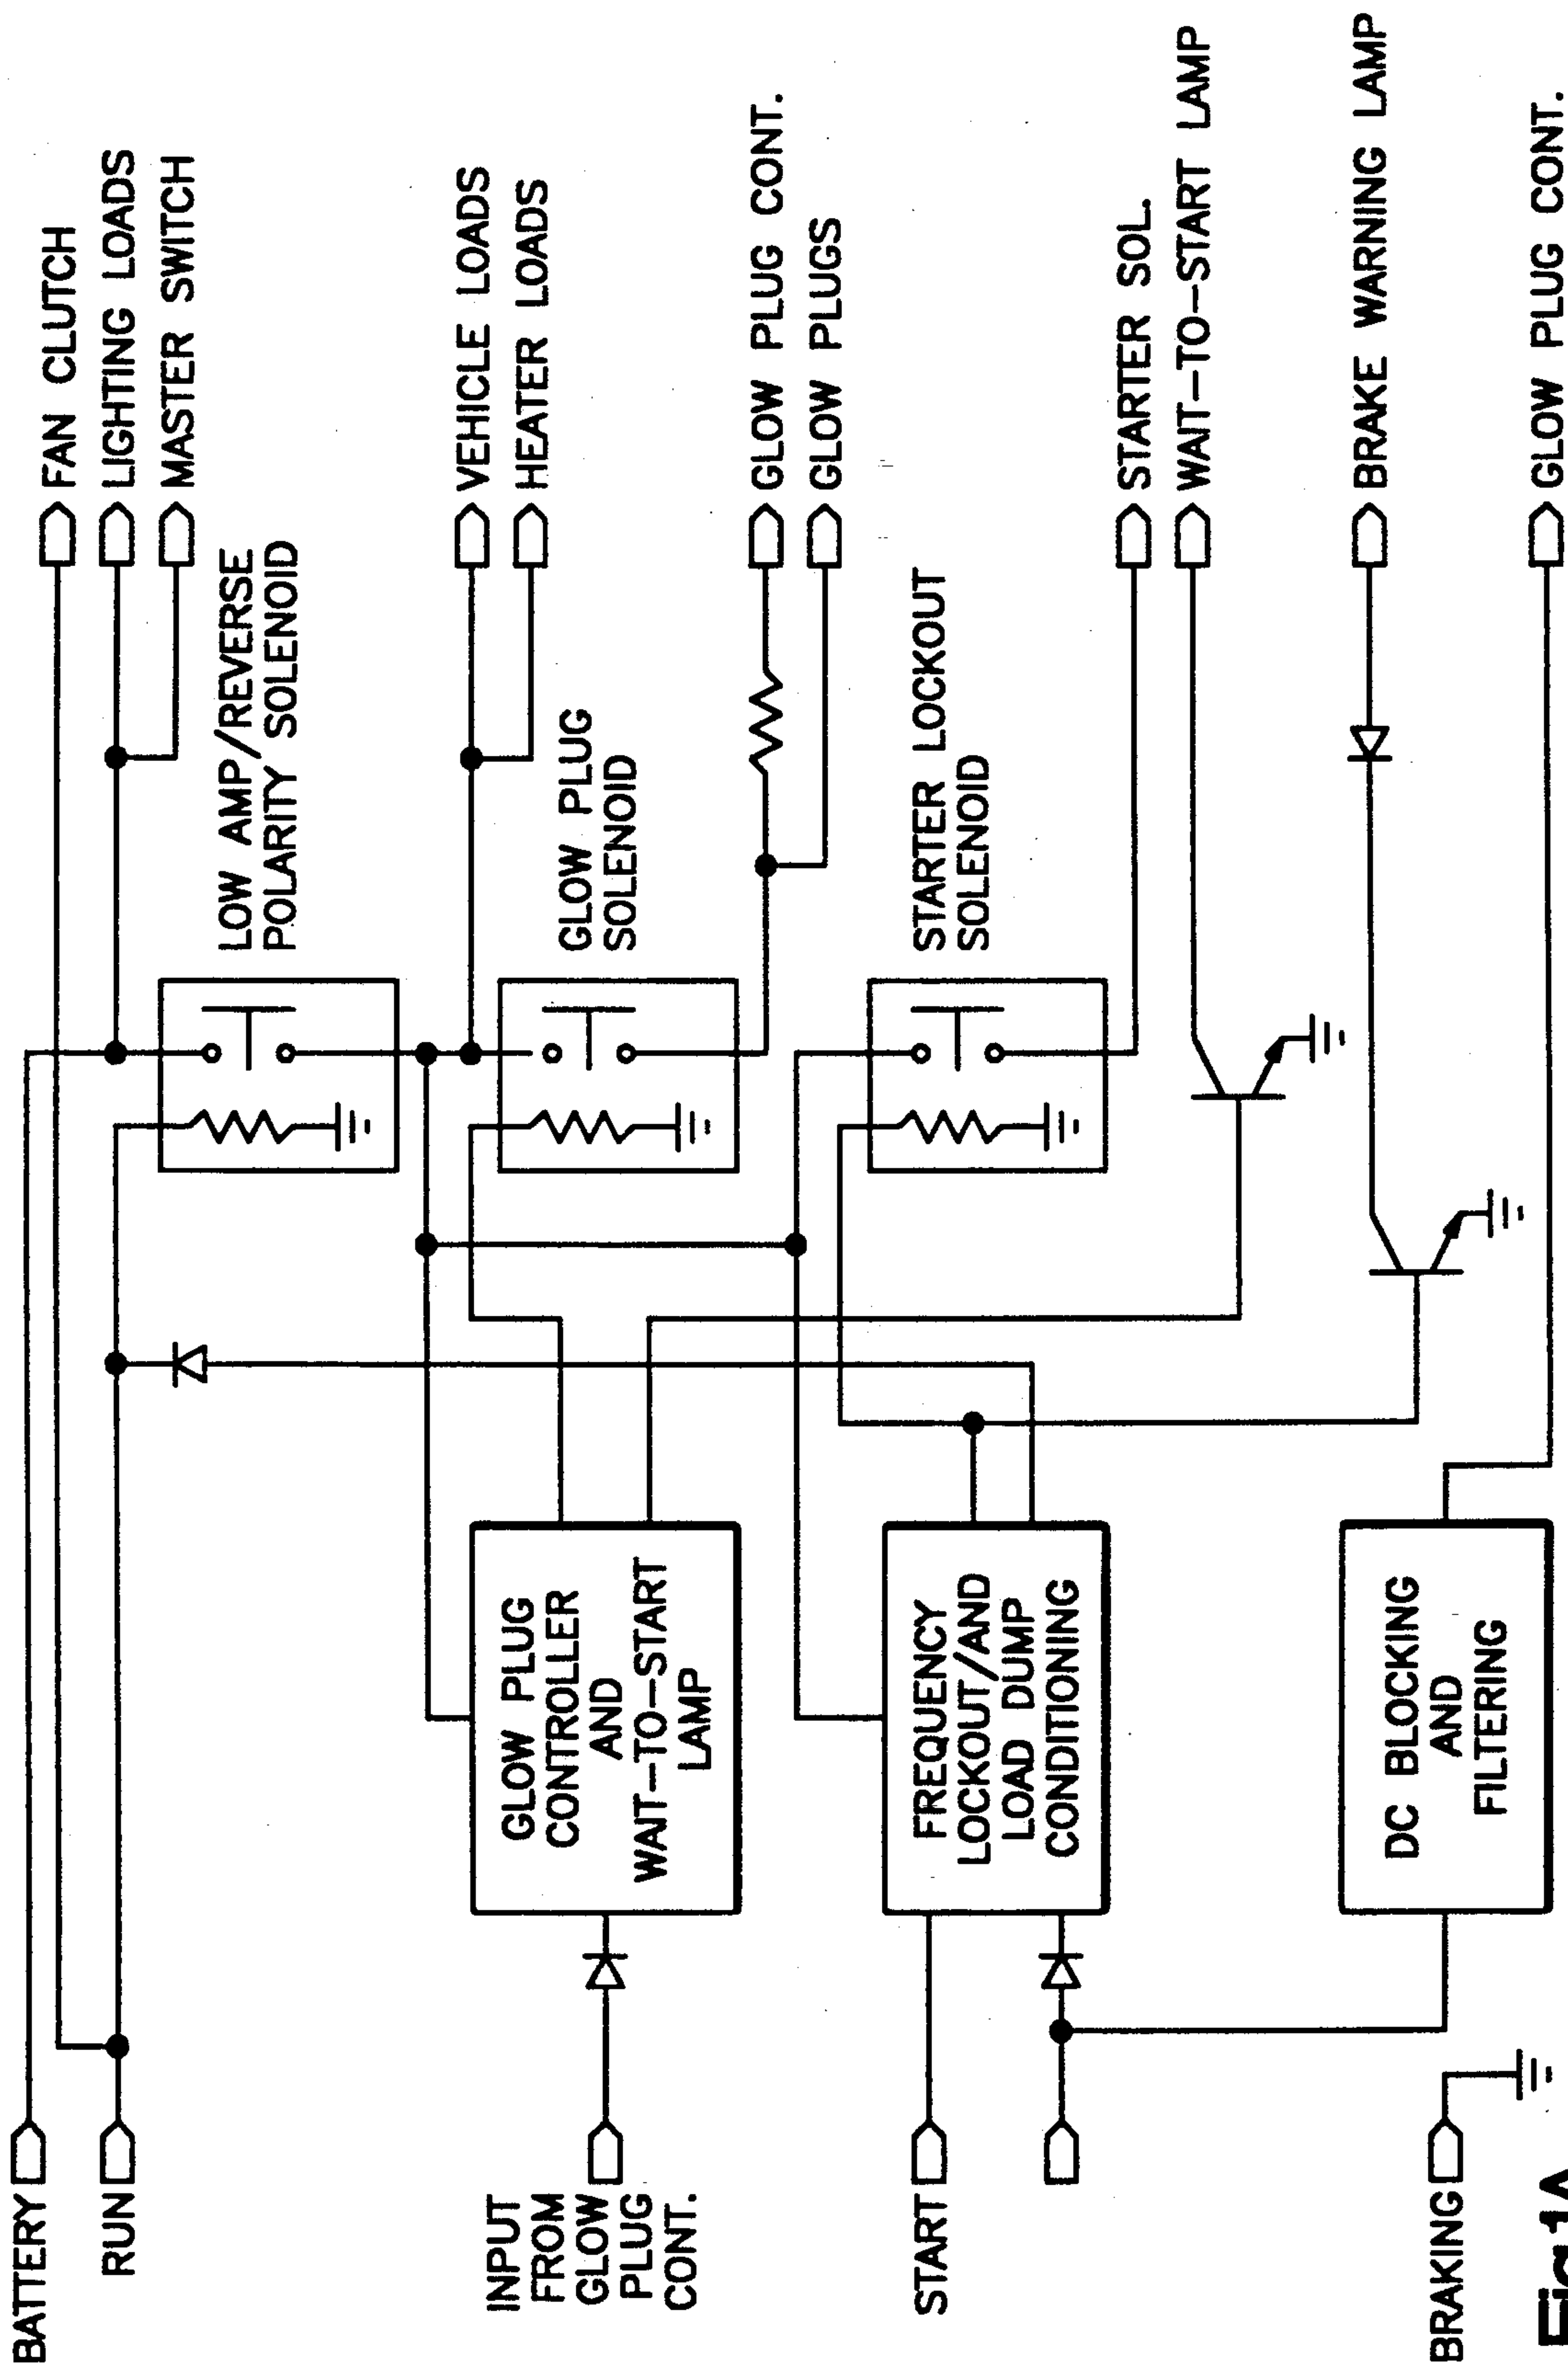 BATTERY
RUN
INPUT
FROM
GLOW
PLUG
CONT.
START
BRAKING
GLOW PLUG
CONTROLLER
AND
WAIT-TO-START
LAMP
FREQUENCY
LOCKOUT/AND
LOAD DUMP
CONDITIONING
DC BLOCKING
AND
FILTERING
LOW AMP/REVERSE
POLARITY SOLENOID
GLOW PLUG
SOLENOID
STARTER LOCKOUT
SOLENOID
FAN CLUTCH
LIGHTING LOADS
MASTER SWITCH
VEHICLE LOADS
HEATER LOADS
GLOW PLUG CONT.
GLOW PLUGS
STARTER SOL.
WAIT-TO-START LAMP
BRAKE WARNING LAMP
GLOW PLUG CONT.
Fig.1A